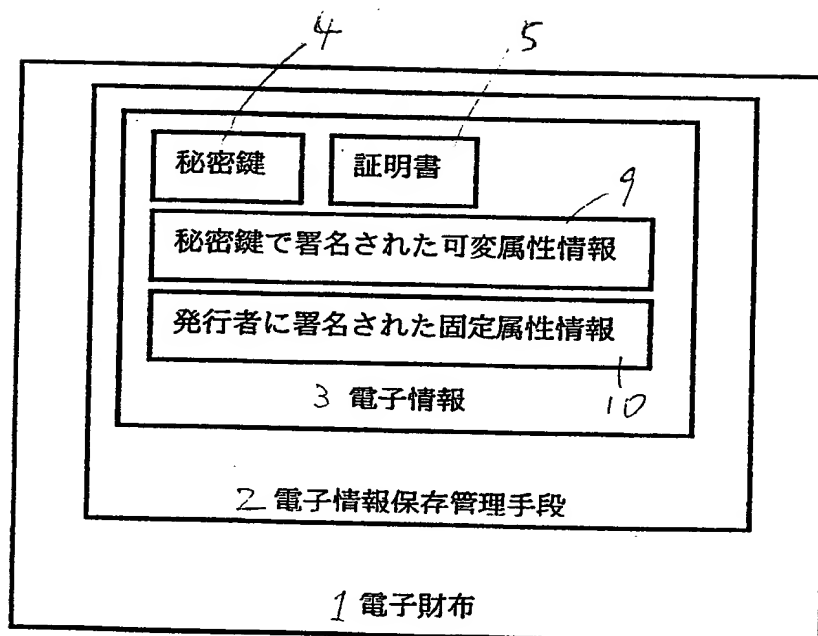 4 5
秘密鍵 証明書
9
秘密鍵で署名された可変属性情報
発行者に署名された固定属性情報
3 電子情報 10
2 電子情報保存管理手段
1 電子財布